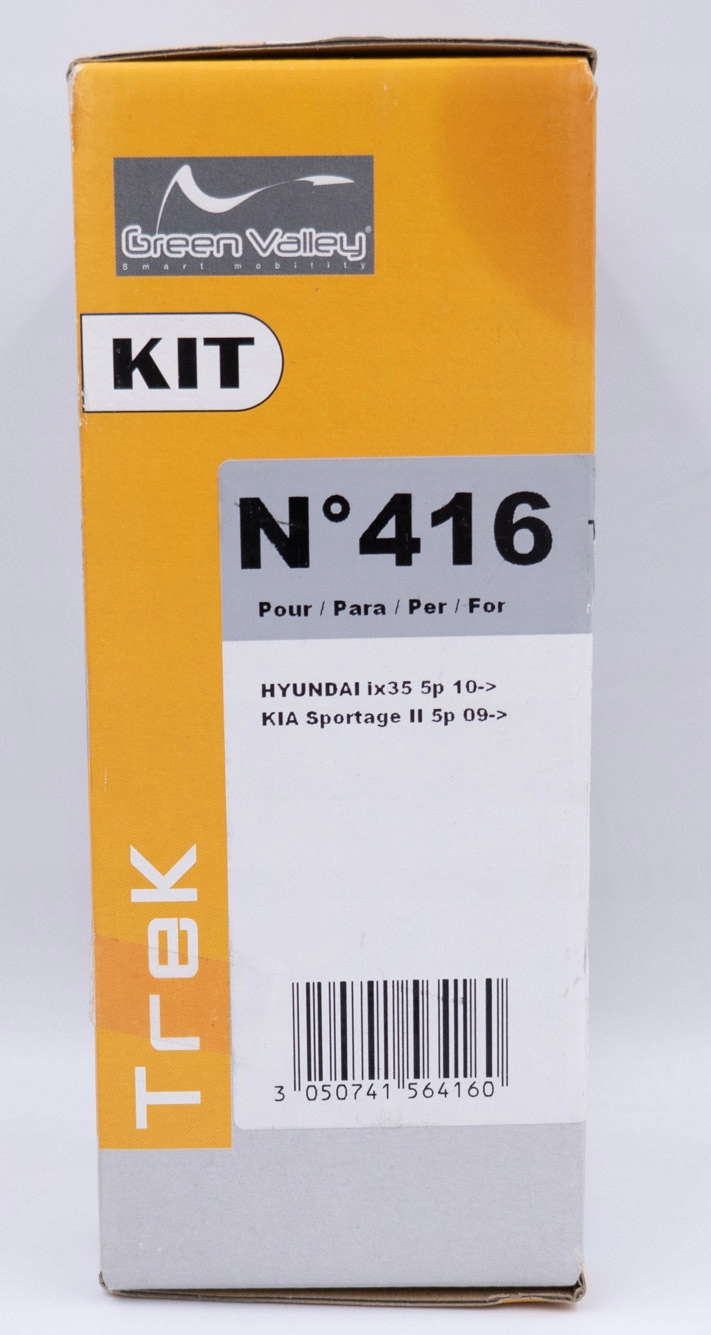 Green Valley®
Smart mobility
KIT
N°416
Pour / Para / Per / For
HYUNDAI ix35 5p 10->
KIA Sportage II 5p 09->
Trek
3 050741 564160